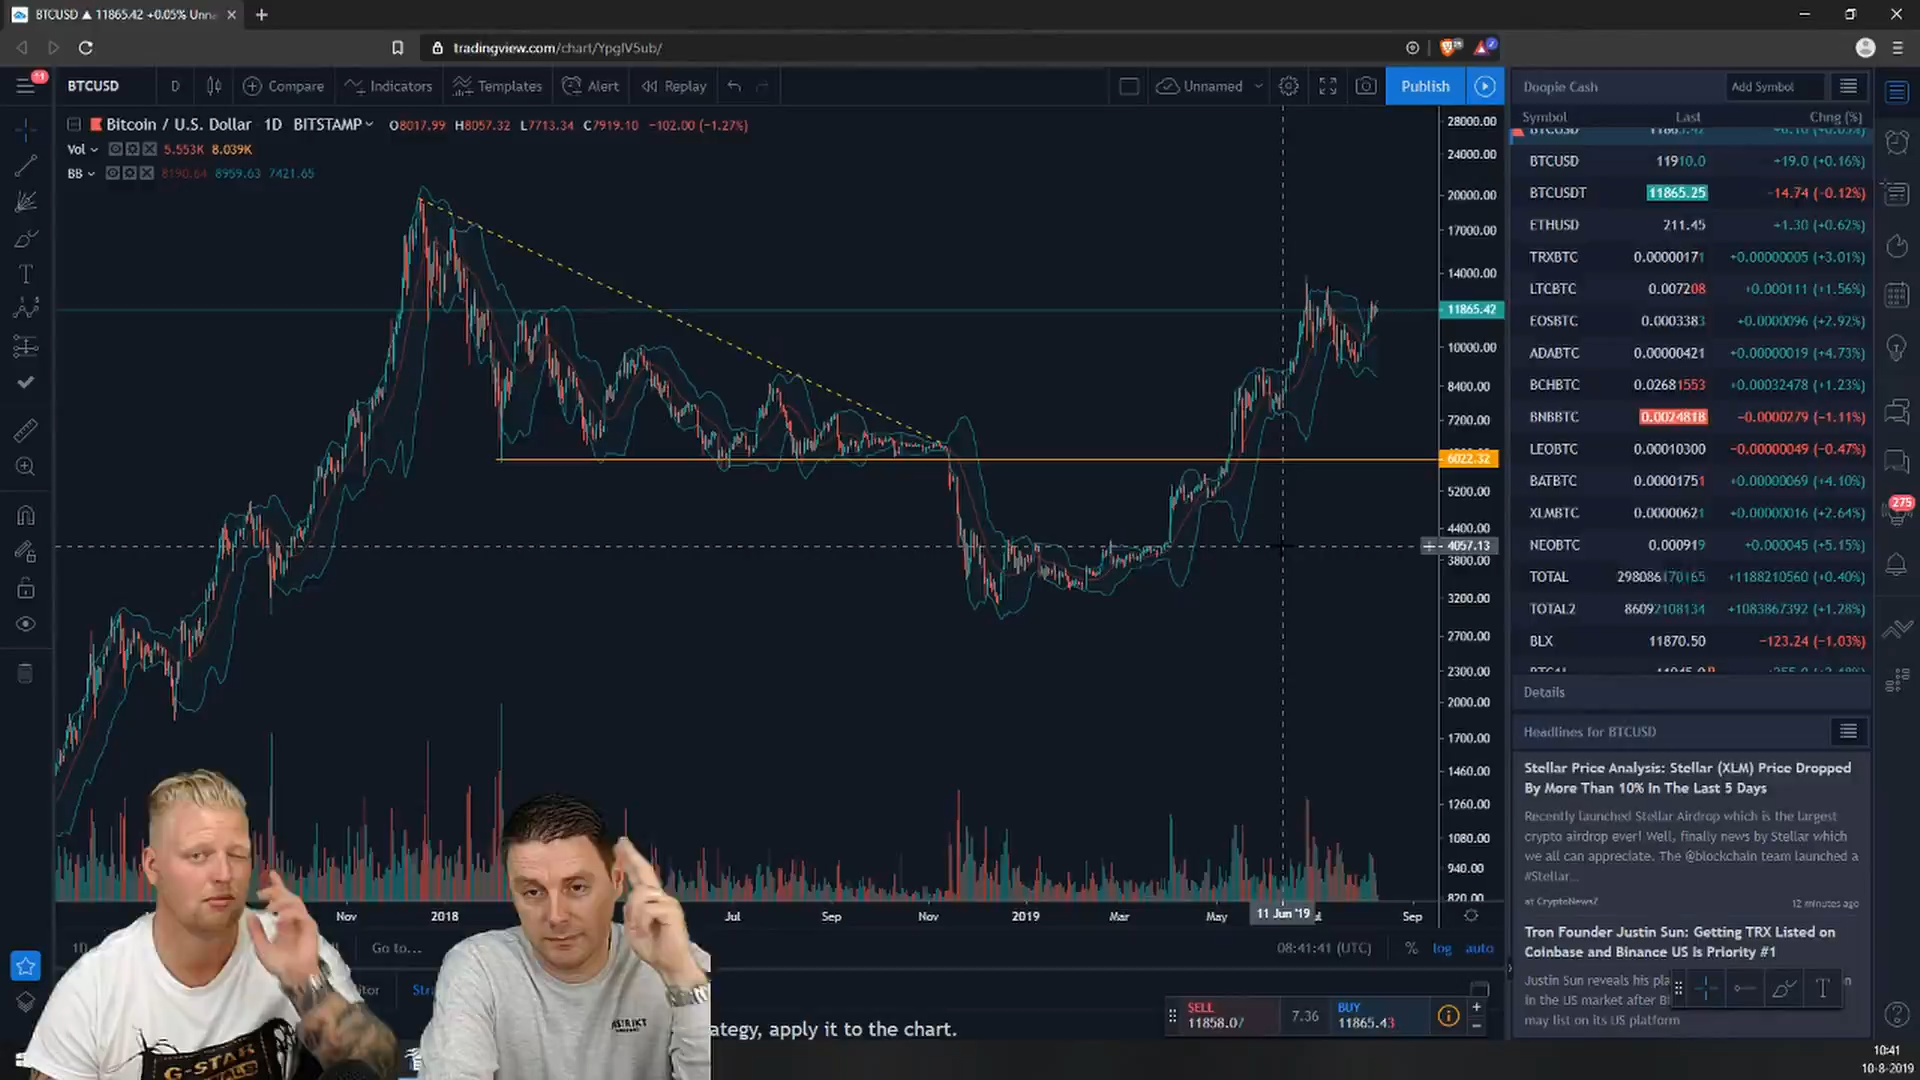 BTCUSD ▲ 11865.42 +0.05% Unna
tradingview.com/chart/YpgIV5ub/
11
BTCUSD D Compare Indicators Templates Alert Replay Unnamed Publish
Bitcoin / U.S. Dollar 1D BITSTAMP O8017.99 H8057.32 L7713.34 C7919.10 −102.00 (−1.27%)
Vol 5.553K 8.039K
BB 8190.64 8959.63 7421.65
28000.00
24000.00
20000.00
17000.00
14000.00
11865.42
10000.00
8400.00
7200.00
6022.32
5200.00
4400.00
4057.13
3800.00
3200.00
2700.00
2300.00
2000.00
1700.00
1460.00
1260.00
1080.00
940.00
820.00
Nov 2018 Jul Sep Nov 2019 Mar May 11 Jun '19 Sep
Go to... 08:41:41 (UTC) % log auto
Stra
ategy, apply it to the chart.
SELL
11858.07
7.36
BUY
11865.43
Doopie Cash Add Symbol
Symbol Last Chng (%)
BTCUSD 11910.0 +19.0 (+0.16%)
BTCUSDT 11865.25 −14.74 (−0.12%)
ETHUSD 211.45 +1.30 (+0.62%)
TRXBTC 0.00000171 +0.00000005 (+3.01%)
LTCBTC 0.007208 +0.000111 (+1.56%)
EOSBTC 0.0003383 +0.0000096 (+2.92%)
ADABTC 0.00000421 +0.00000019 (+4.73%)
BCHBTC 0.02681553 +0.00032478 (+1.23%)
BNBBTC 0.0024818 −0.0000279 (−1.11%)
LEOBTC 0.00010300 −0.00000049 (−0.47%)
BATBTC 0.00001751 +0.00000069 (+4.10%)
XLMBTC 0.00000621 +0.00000016 (+2.64%)
NEOBTC 0.000919 +0.000045 (+5.15%)
TOTAL 298086170165 +1188210560 (+0.40%)
TOTAL2 86092108134 +1083867392 (+1.28%)
BLX 11870.50 −123.24 (−1.03%)
275
Details
Headlines for BTCUSD
Stellar Price Analysis: Stellar (XLM) Price Dropped
By More Than 10% In The Last 5 Days
Recently launched Stellar Airdrop which is the largest
crypto airdrop ever! Well, finally news by Stellar which
we all can appreciate. The @blockchain team launched a
#Stellar...
at CryptoNewsZ 12 minutes ago
Tron Founder Justin Sun: Getting TRX Listed on
Coinbase and Binance US Is Priority #1
Justin Sun reveals his pla
in the US market after Bi
may list on its US platform
10:41
10-8-2019
G-STAR